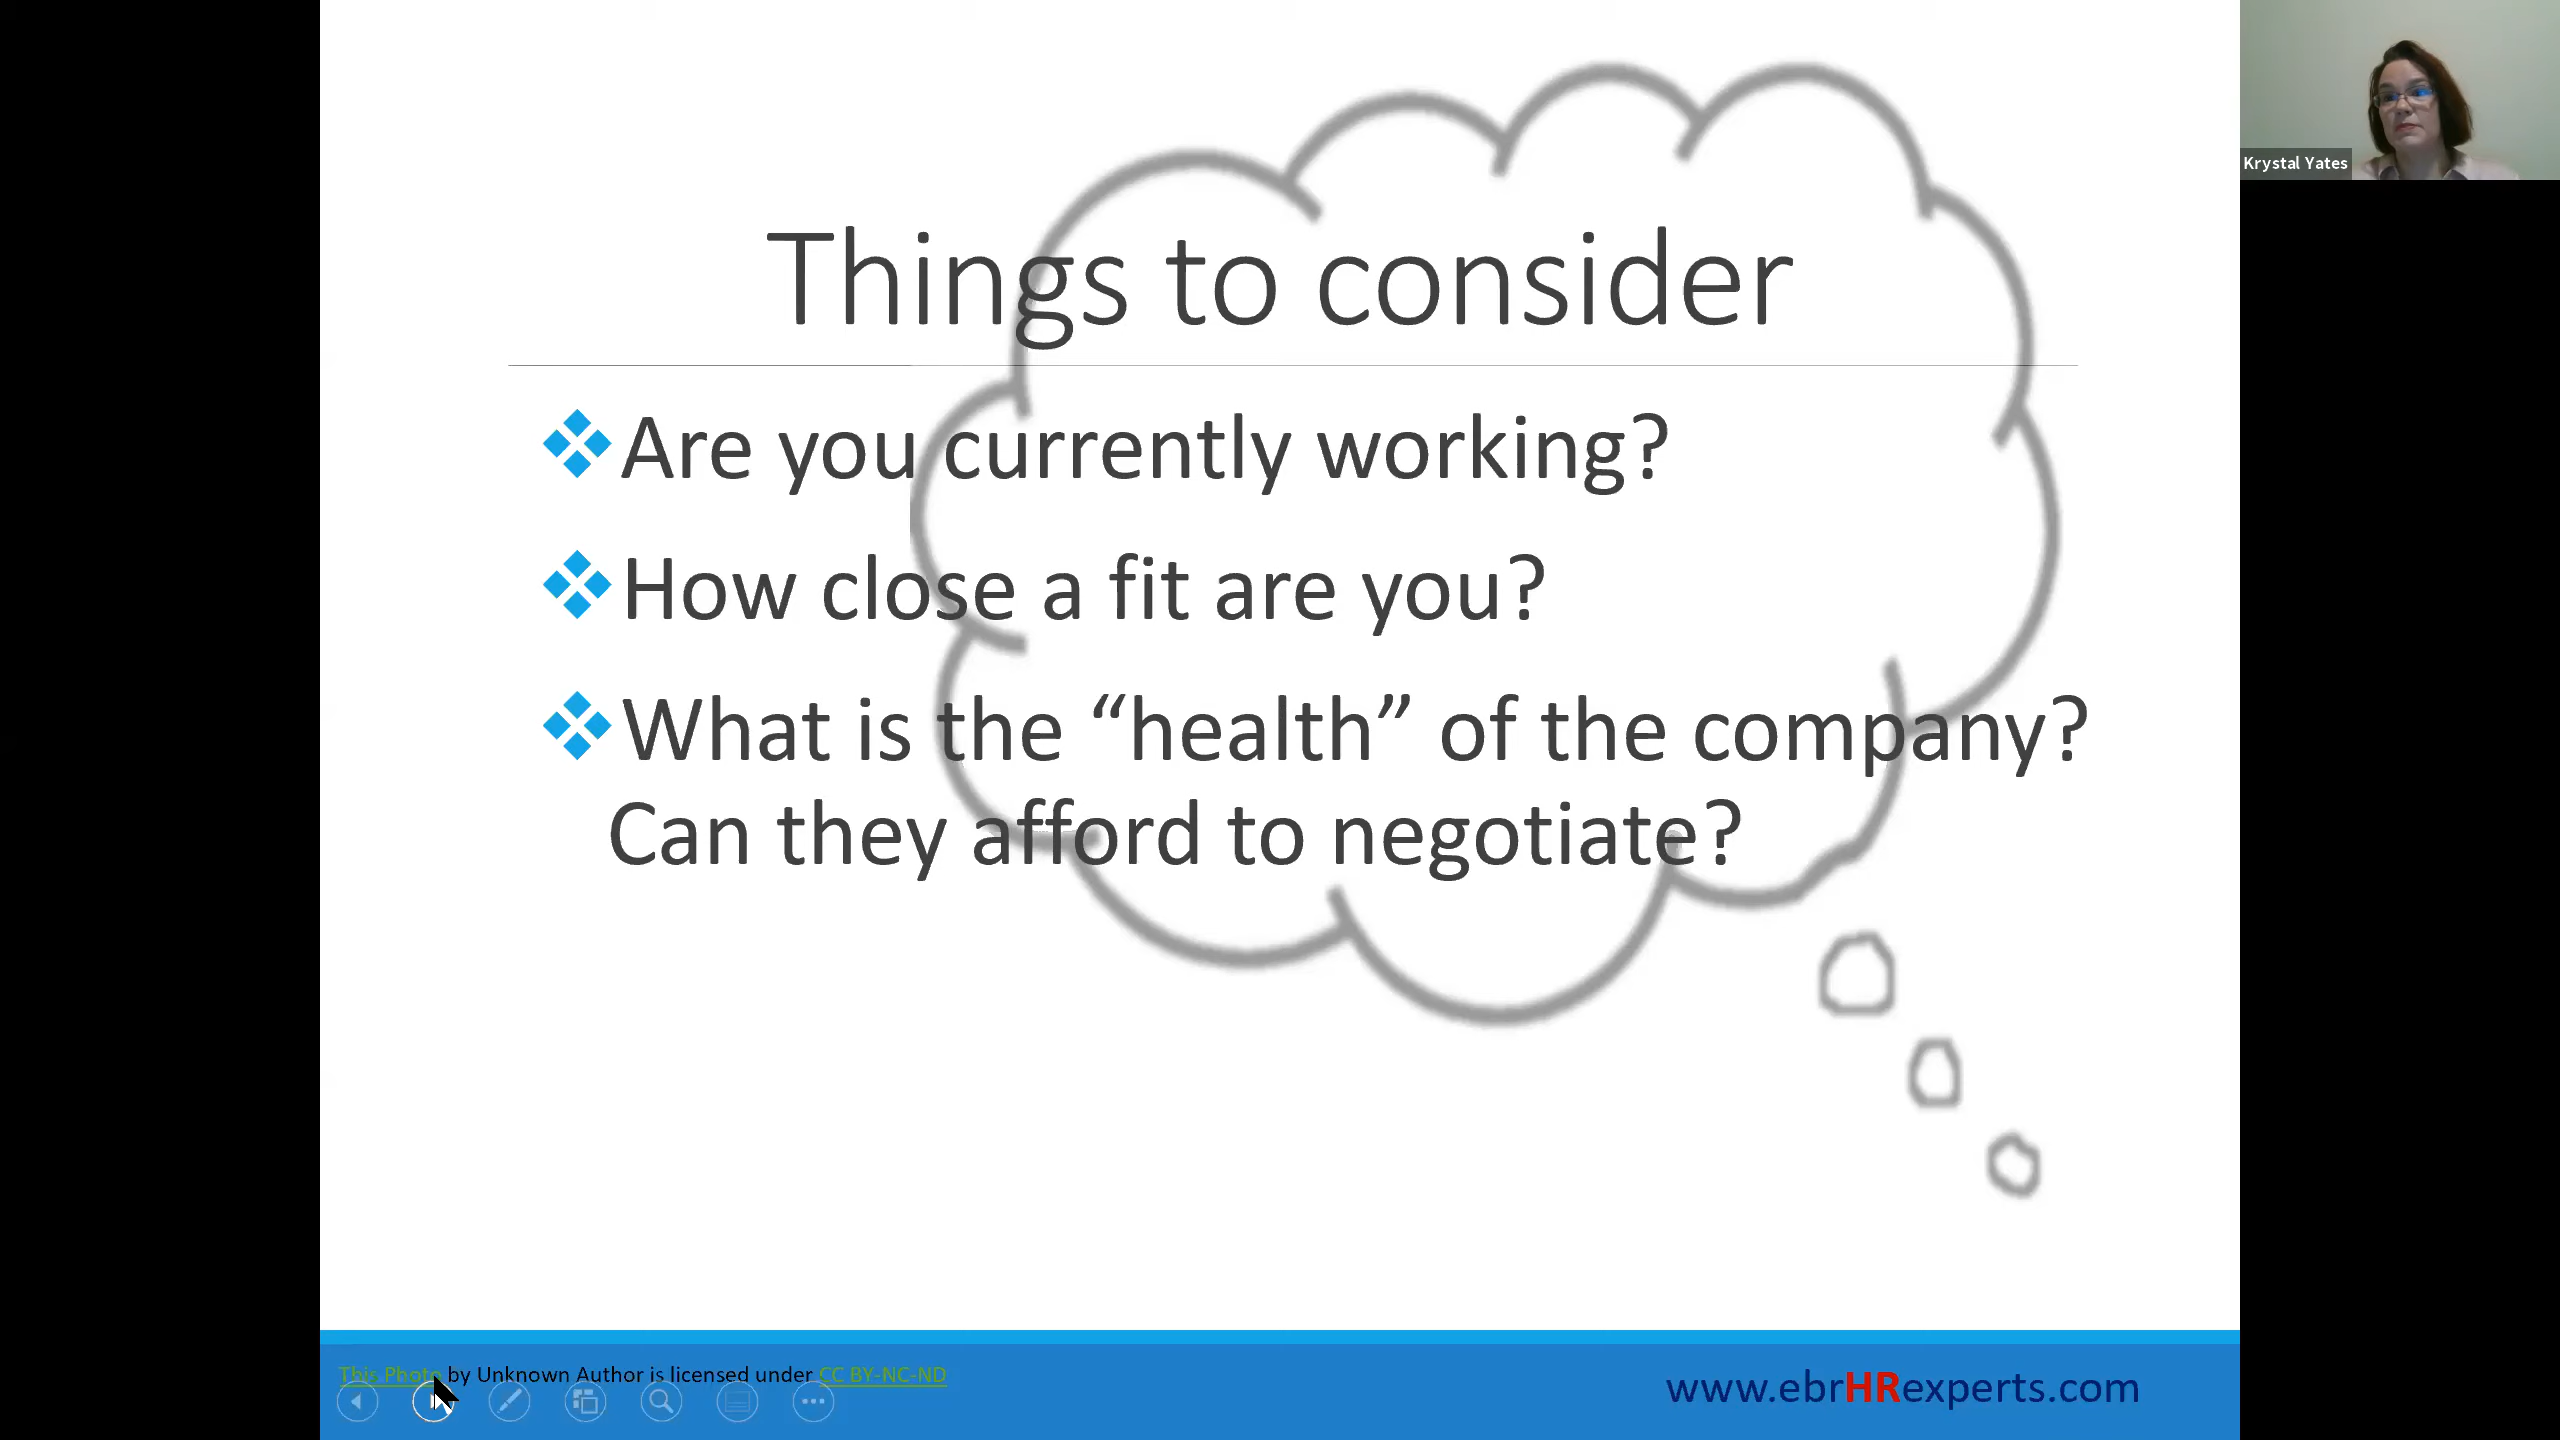 Krystal Yates
Things to consider
Are you currently working?
How close a fit are you?
What is the “health” of the company?
Can they afford to negotiate?
This Photo by Unknown Author is licensed under CC BY-NC-ND
www.ebrHRexperts.com